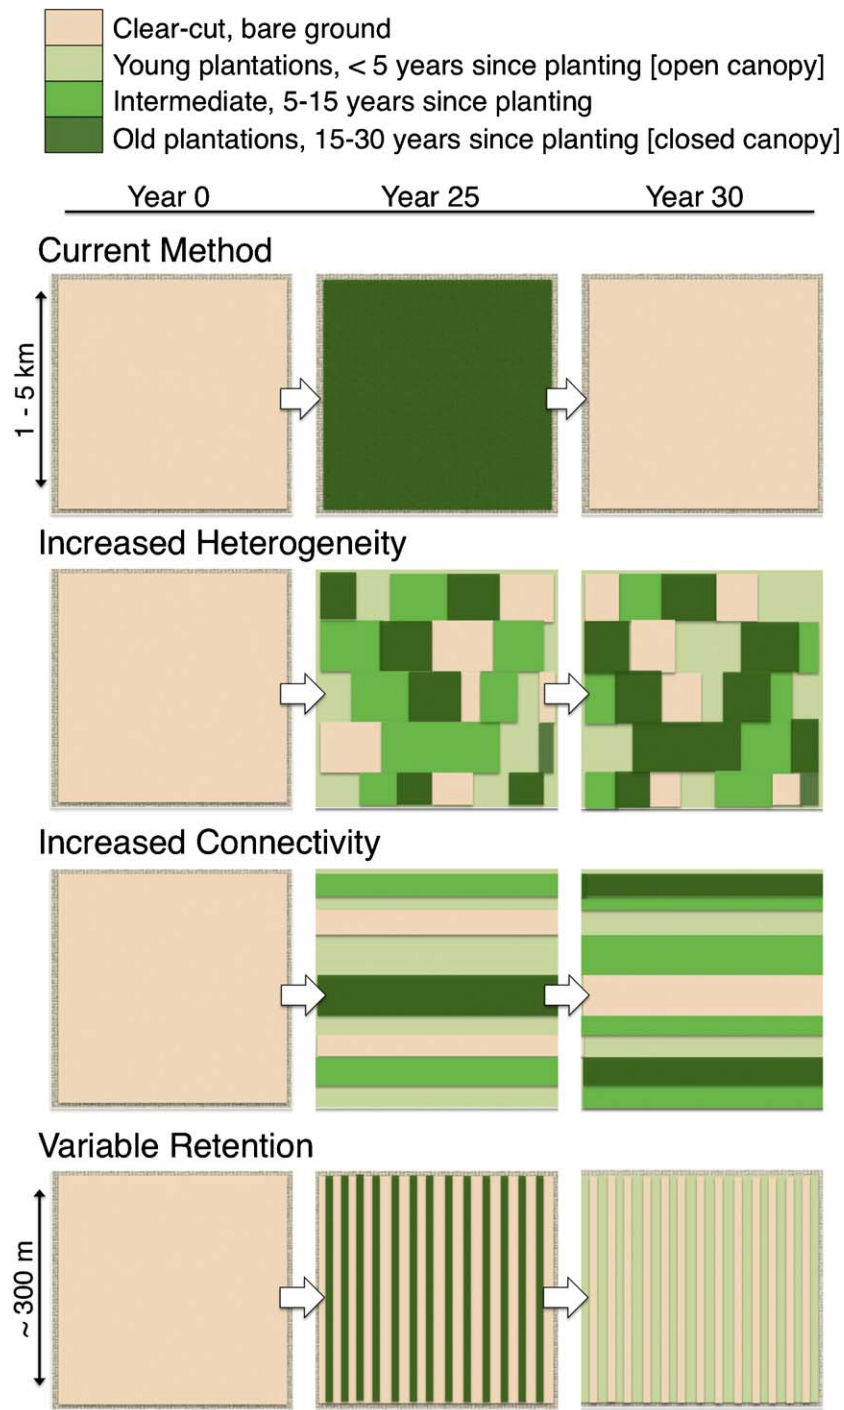 Clear-cut, bare ground
Young plantations, < 5 years since planting [open canopy]
Intermediate, 5-15 years since planting
Old plantations, 15-30 years since planting [closed canopy]
Year 0 Year 25 Year 30
Current Method
1 - 5 km
Increased Heterogeneity
Increased Connectivity
Variable Retention
~ 300 m